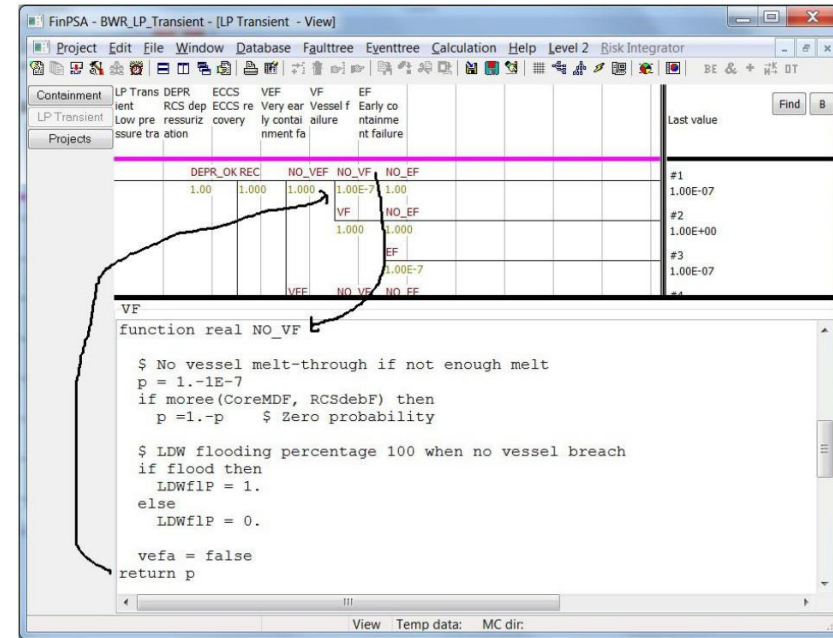 FinPSA - BWR_LP_Transient - [LP Transient - View]
Project Edit File Window Database Faulttree Eventtree Calculation Help Level 2 Risk Integrator
BE & + DT
Containment
LP Transient
Projects
LP Trans DEPR ECCS VEF VF EF
ient RCS dep ECCS re Very ear Vessel f Early co
Low pre ressuriz covery ly contai ailure ntainme
ssure tra ation nment fa nt failure
Last value
Find B
DEPR_OK REC NO_VEF NO_VF NO_EF
1.00 1.000 1.000 1.00E-7 1.00
VF NO_EF
1.000 1.000
EF
1.00E-7
VEF NO_VF NO_EF
#1
1.00E-07
#2
1.00E+00
#3
1.00E-07
#4
VF
function real NO_VF
$ No vessel melt-through if not enough melt
p = 1.-1E-7
if moree(CoreMDF, RCSdebF) then
p =1.-p $ Zero probability
$ LDW flooding percentage 100 when no vessel breach
if flood then
LDWflP = 1.
else
LDWflP = 0.
vefa = false
return p
View Temp data: MC dir: